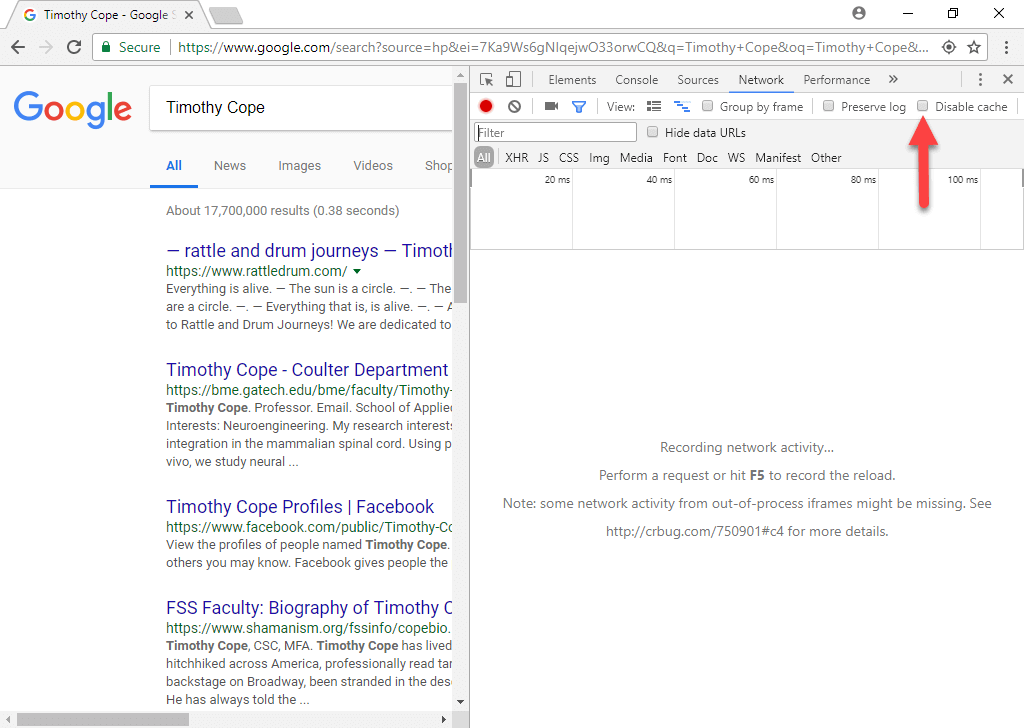 Timothy Cope - Google S
Secure
https://www.google.com/search?source=hp&ei=7Ka9Ws6gNIqejwO33orwCQ&q=Timothy+Cope&oq=Timothy+Cope&...
Elements Console Sources Network Performance »
View: Group by frame Preserve log Disable cache
Filter Hide data URLs
All XHR JS CSS Img Media Font Doc WS Manifest Other
20 ms 40 ms 60 ms 80 ms 100 ms
Recording network activity...
Perform a request or hit F5 to record the reload.
Note: some network activity from out-of-process iframes might be missing. See
http://crbug.com/750901#c4 for more details.
Google
Timothy Cope
All News Images Videos Shop
About 17,700,000 results (0.38 seconds)
— rattle and drum journeys — Timoth
https://www.rattledrum.com/
Everything is alive. — The sun is a circle. —. — The
are a circle. —. — Everything that is, is alive. —. — A
to Rattle and Drum Journeys! We are dedicated to
Timothy Cope - Coulter Department
https://bme.gatech.edu/bme/faculty/Timothy-
Timothy Cope. Professor. Email. School of Applied
Interests: Neuroengineering. My research interests
integration in the mammalian spinal cord. Using p
vivo, we study neural ...
Timothy Cope Profiles | Facebook
https://www.facebook.com/public/Timothy-Co
View the profiles of people named Timothy Cope.
others you may know. Facebook gives people the
FSS Faculty: Biography of Timothy C
https://www.shamanism.org/fssinfo/copebio.
Timothy Cope, CSC, MFA. Timothy Cope has lived
hitchhiked across America, professionally read tar
backstage on Broadway, been stranded in the dese
He has always told the ...